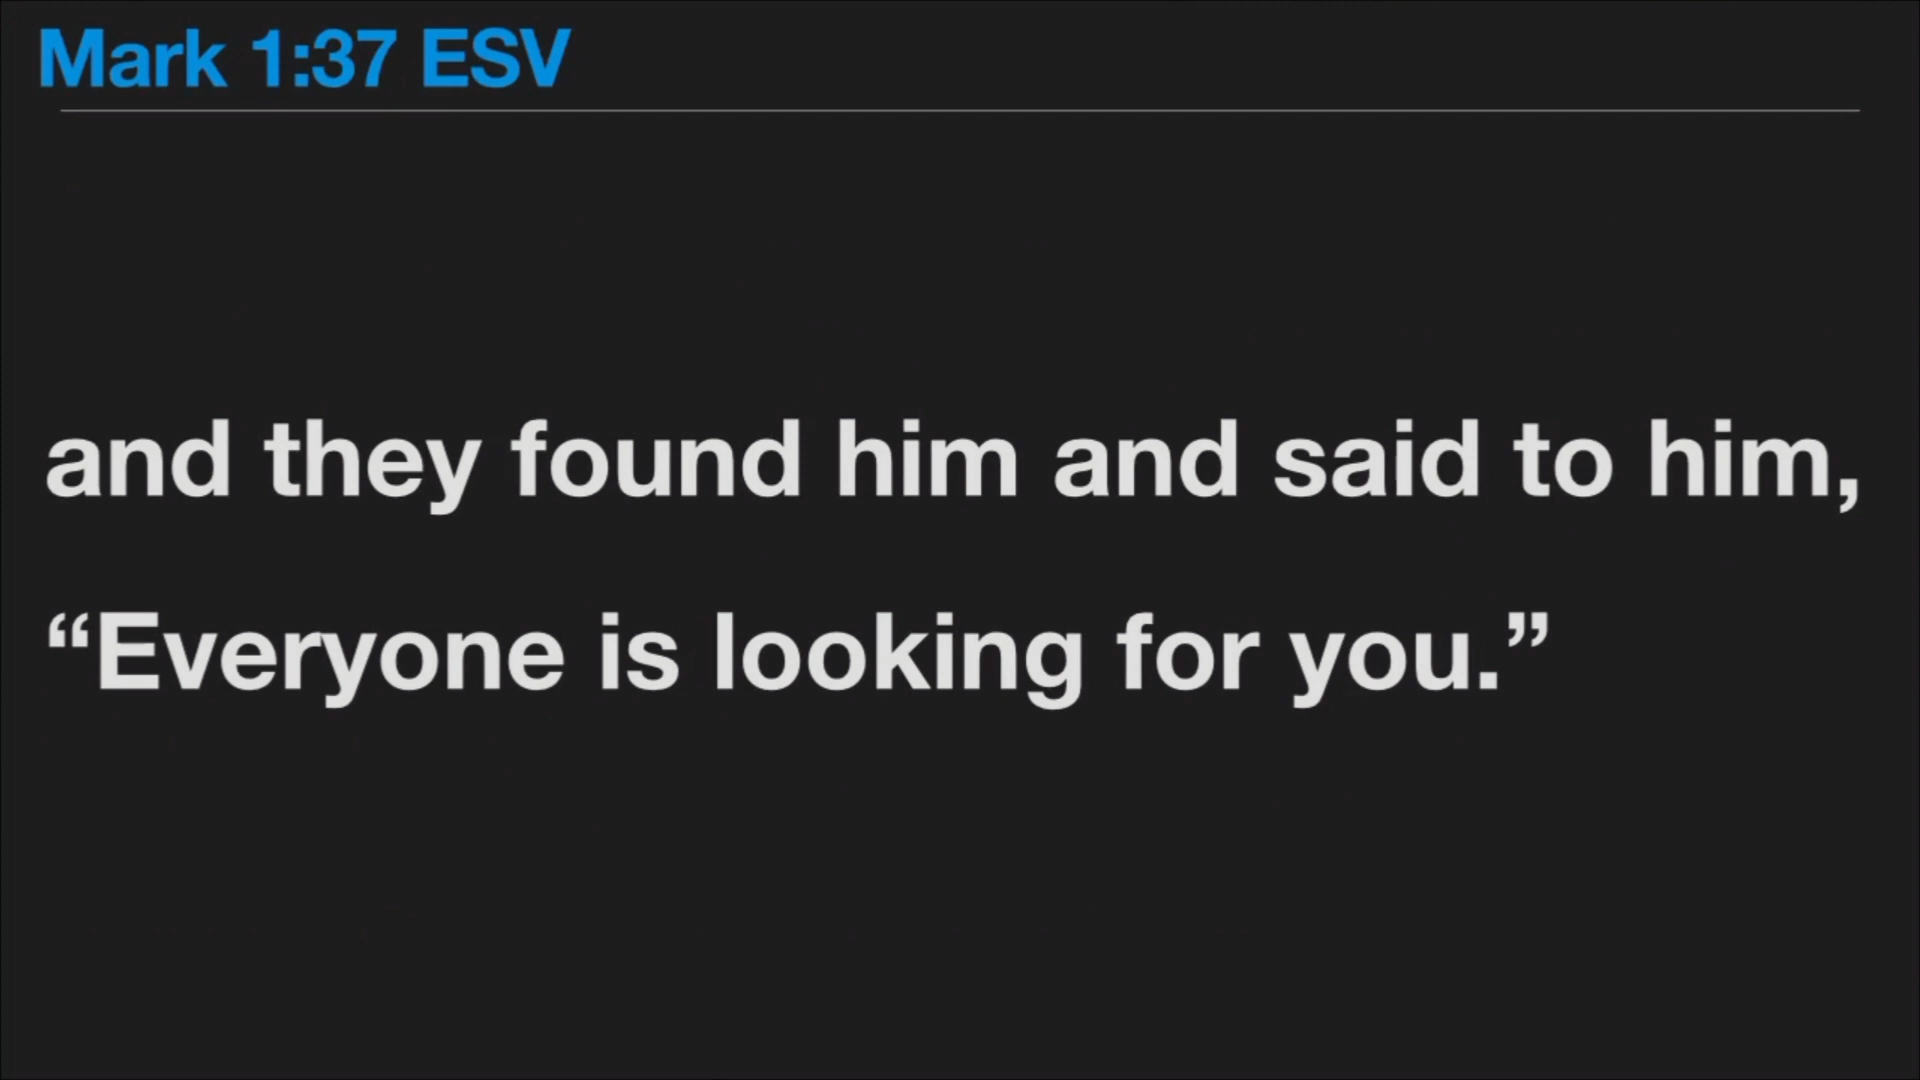 Mark 1:37 ESV
and they found him and said to him,
“Everyone is looking for you.”